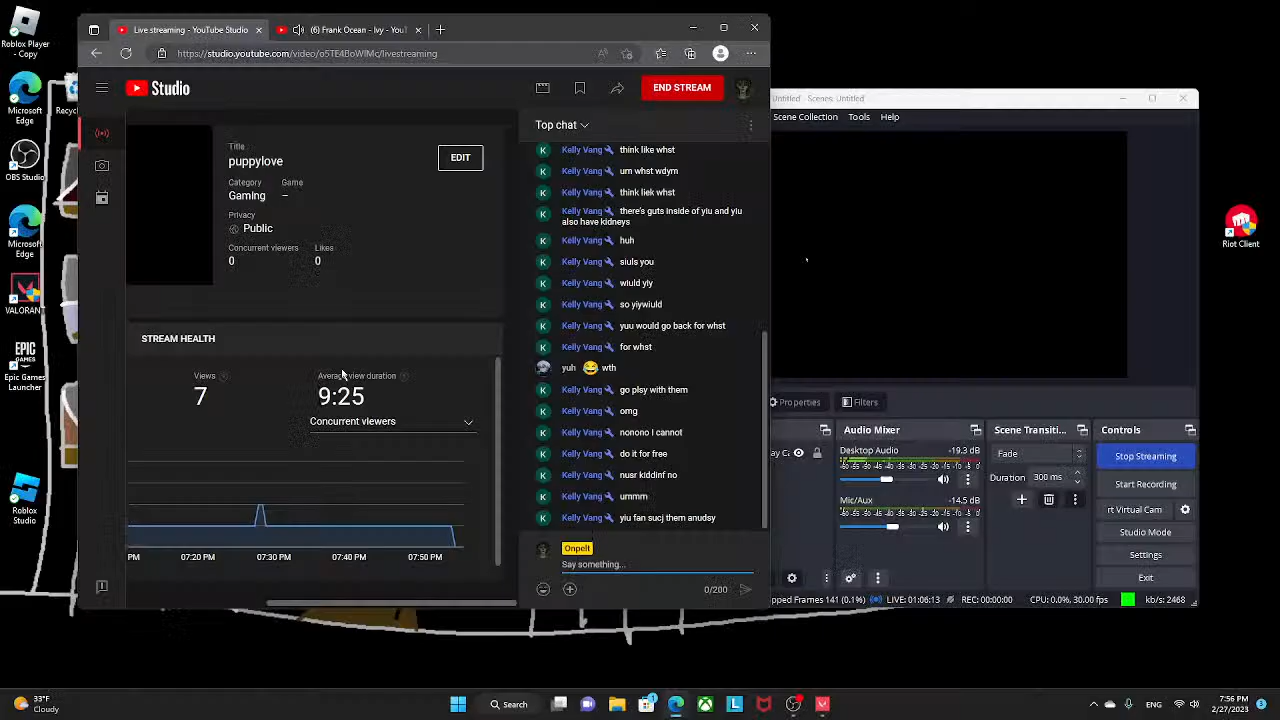 Roblox Player
- Copy
Microsoft
Edge
OBS Studio
Microsoft
Edge
VALORANT
Epic Games
Launcher
Roblox
Studio
Live streaming - YouTube Studio
(6) Frank Ocean - Ivy - YouT
https://studio.youtube.com/video/o5TE4BoWlMc/livestreaming
Studio
END STREAM
Title
puppylove
EDIT
Category
Game
Gaming
–
Privacy
Public
Concurrent viewers
Likes
0
0
STREAM HEALTH
Views
7
Average view duration
9:25
Concurrent viewers
PM
07:20 PM
07:30 PM
07:40 PM
07:50 PM
Top chat
Kelly Vang think like whst
Kelly Vang um whst wdym
Kelly Vang think liek whst
Kelly Vang there's guts inside of yiu and yiu
also have kidneys
Kelly Vang huh
Kelly Vang siuls you
Kelly Vang wiuld yly
Kelly Vang so yiywiuld
Kelly Vang yuu would go back for whst
Kelly Vang for whst
yuh 😂 wth
Kelly Vang go plsy with them
Kelly Vang omg
Kelly Vang nonono I cannot
Kelly Vang do it for free
Kelly Vang nusr kIddinf no
Kelly Vang ummm
Kelly Vang yiu fan sucj them anudsy
Onpelt
Say something...
0/200
Untitled - Scenes: Untitled
Scene Collection
Tools
Help
Properties
Filters
Audio Mixer
Desktop Audio
-19.3 dB
Mic/Aux
-14.5 dB
Scene Transiti...
Fade
Duration
300 ms
Controls
Stop Streaming
Start Recording
rt Virtual Cam
Studio Mode
Settings
Exit
pped Frames 141 (0.1%)
LIVE: 01:06:13
REC: 00:00:00
CPU: 0.0%, 30.00 fps
kb/s: 2468
Riot Client
33°F
Cloudy
Search
ENG
7:56 PM
2/27/2023